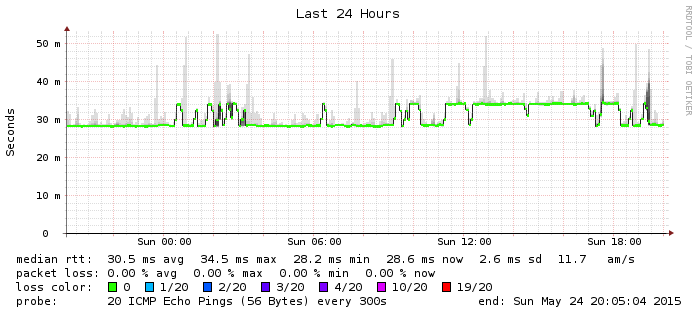 Last 24 Hours
RRDTOOL / TOBI OETIKER
Seconds
50 m
40 m
30 m
20 m
10 m
0
Sun 00:00 Sun 06:00 Sun 12:00 Sun 18:00
median rtt: 30.5 ms avg 34.5 ms max 28.2 ms min 28.6 ms now 2.6 ms sd 11.7 am/s
packet loss: 0.00 % avg 0.00 % max 0.00 % min 0.00 % now
loss color: 0 1/20 2/20 3/20 4/20 10/20 19/20
probe: 20 ICMP Echo Pings (56 Bytes) every 300s end: Sun May 24 20:05:04 2015